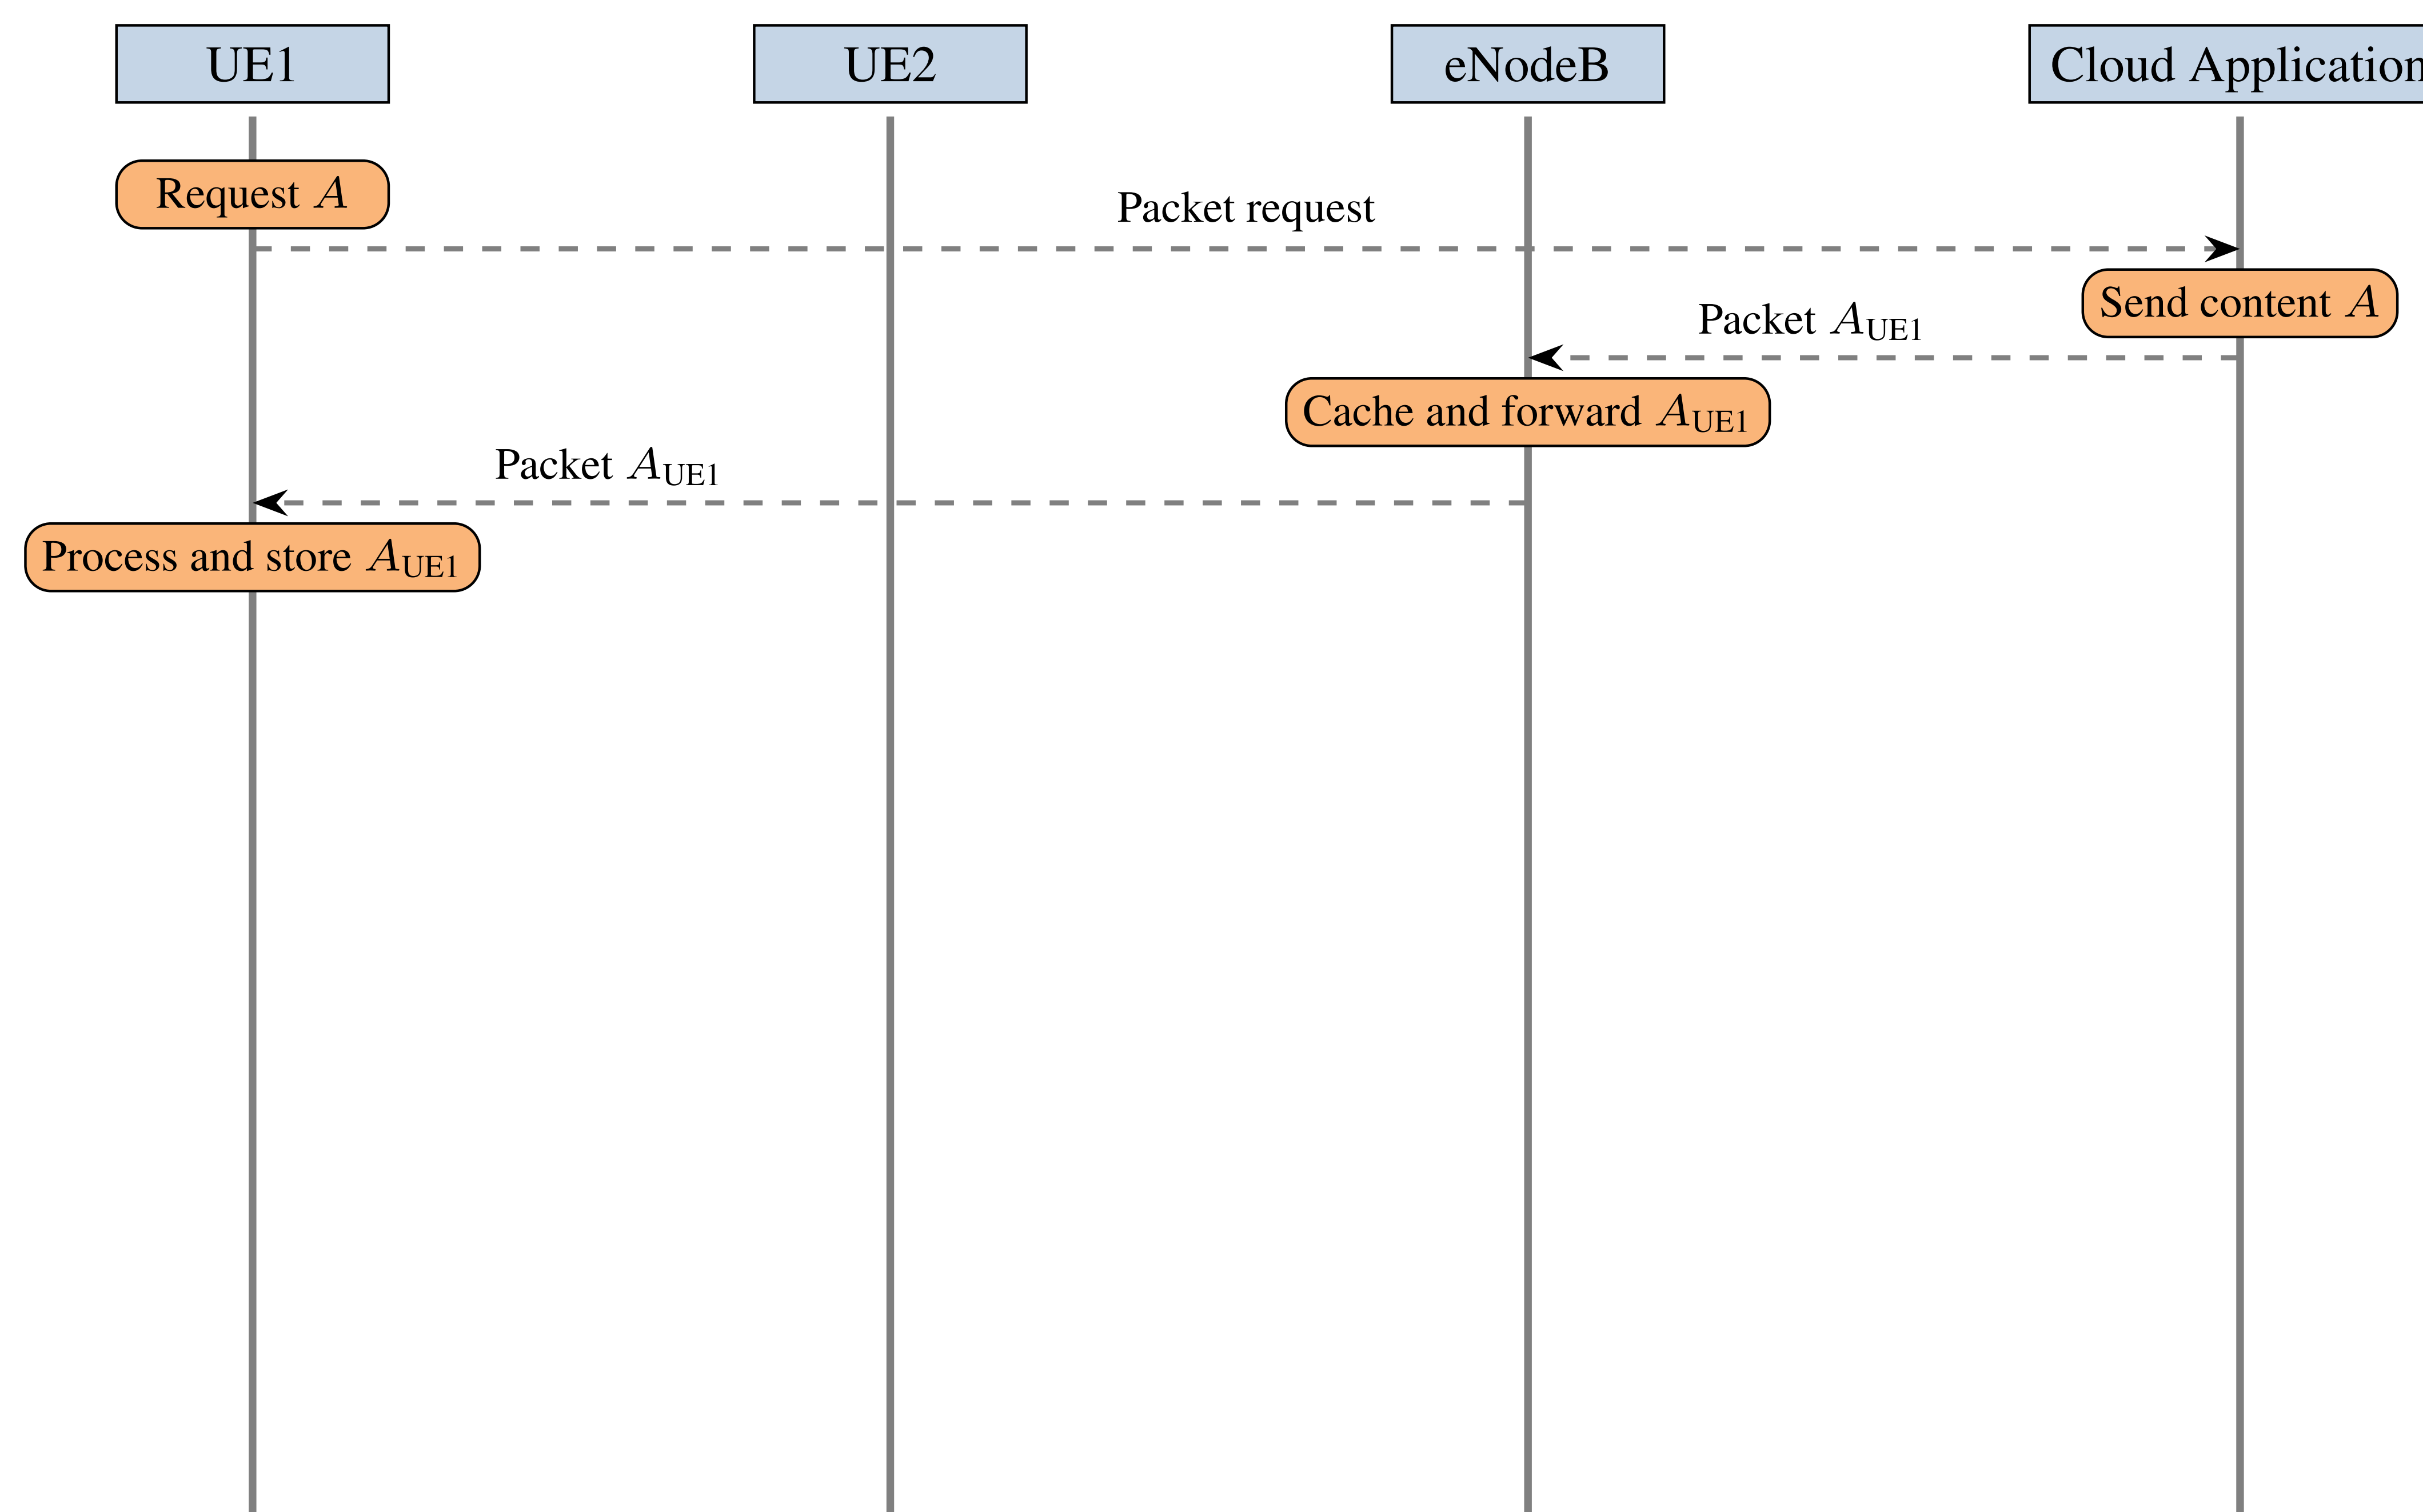 UE1
UE2
eNodeB
Cloud Application
Request A
Packet request
Send content A
Packet A_UE1
Cache and forward A_UE1
Packet A_UE1
Process and store A_UE1